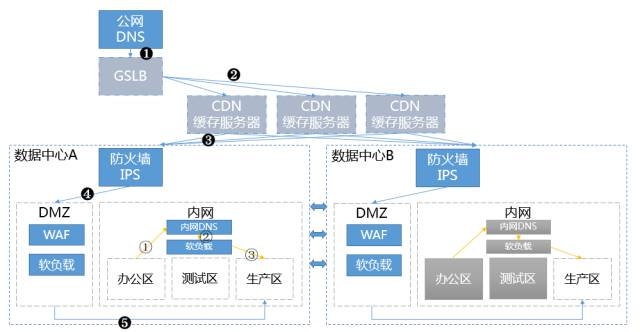 公网
DNS
❶
GSLB
❷
CDN
缓存服务器
CDN
缓存服务器
CDN
缓存服务器
❸
数据中心A
防火墙
IPS
❹
DMZ
WAF
软负载
内网
内网DNS
②
软负载
①
③
办公区
测试区
生产区
❺
数据中心B
防火墙
IPS
DMZ
WAF
软负载
内网
内网DNS
软负载
办公区
测试区
生产区